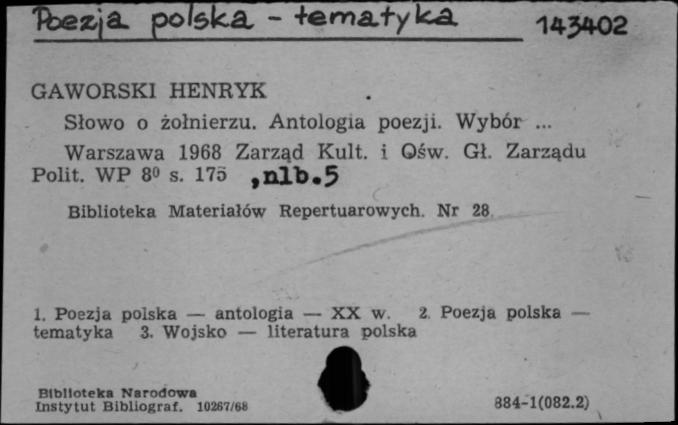 Poezja polska - tematyka 143402
GAWORSKI HENRYK
Słowo o żołnierzu. Antologia poezji. Wybór ...
Warszawa 1968 Zarząd Kult. i Ośw. Gł. Zarządu
Polit. WP 8⁰ s. 175 ,nlb.5
Biblioteka Materiałów Repertuarowych. Nr 28.
1. Poezja polska — antologia — XX w. 2. Poezja polska —
tematyka 3. Wojsko — literatura polska
Biblioteka Narodowa
Instytut Bibliograf. 10267/68 884-1(082.2)